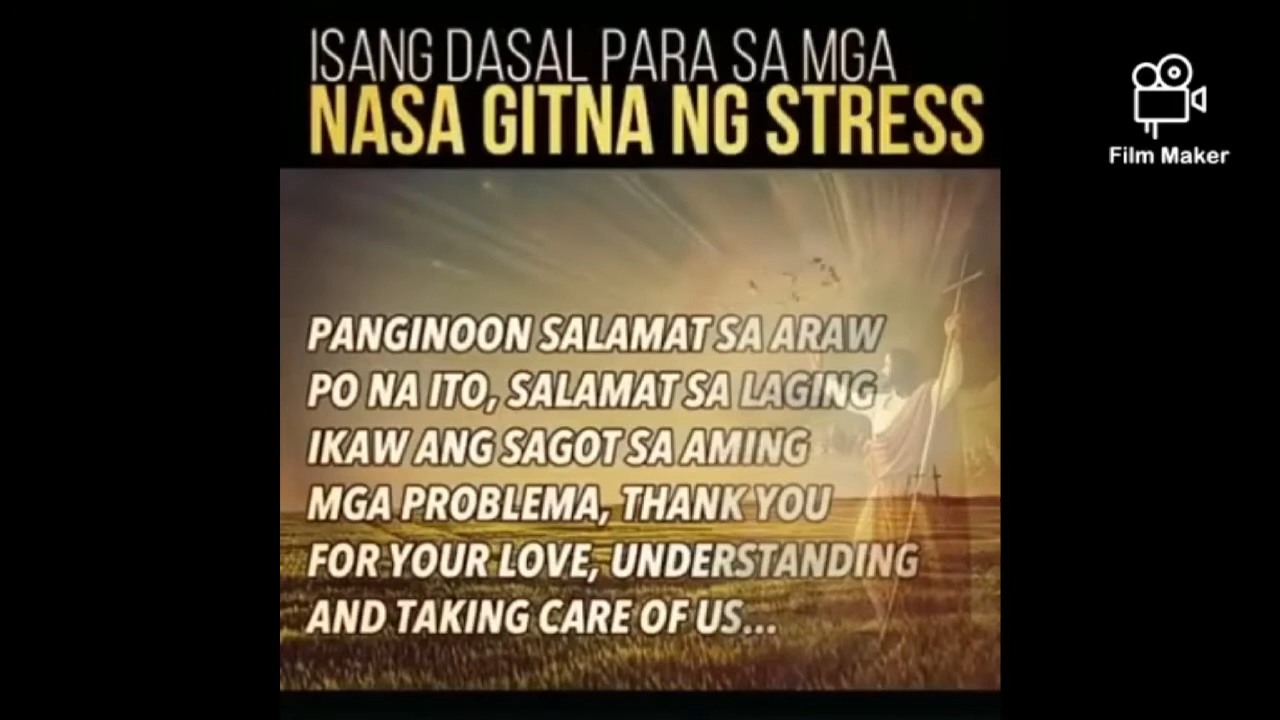 ISANG DASAL PARA SA MGA
NASA GITNA NG STRESS
Film Maker
PANGINOON SALAMAT SA ARAW
PO NA ITO, SALAMAT SA LAGING
IKAW ANG SAGOT SA AMING
MGA PROBLEMA, THANK YOU
FOR YOUR LOVE, UNDERSTANDING
AND TAKING CARE OF US...